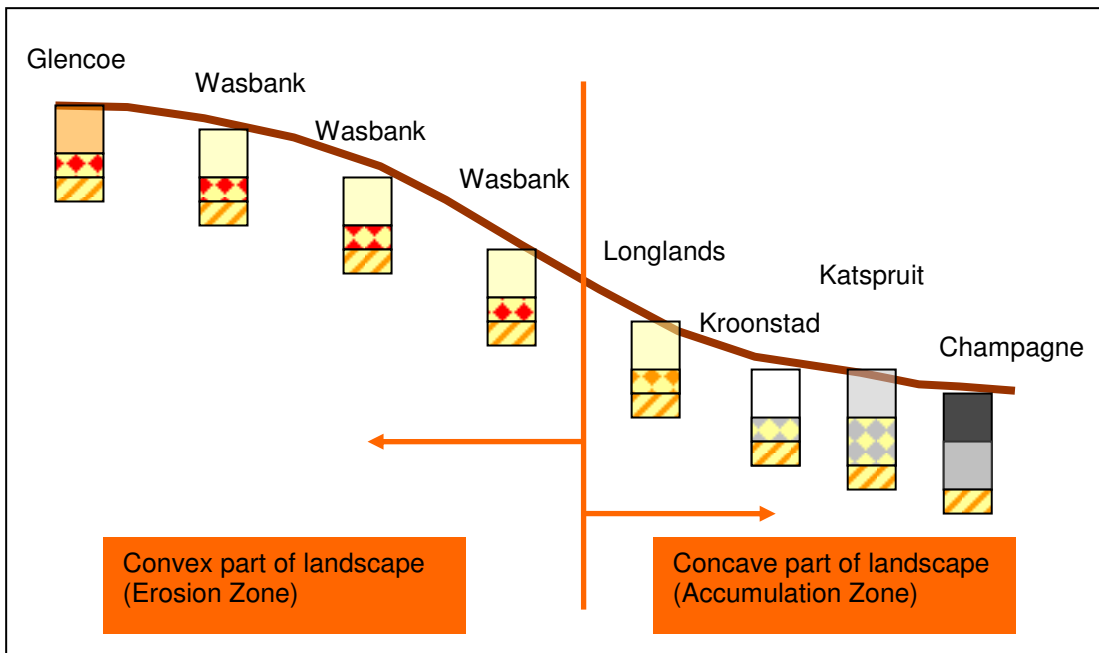 Glencoe
Wasbank
Wasbank
Wasbank
Longlands
Katspruit
Kroonstad
Champagne
Convex part of landscape
(Erosion Zone)
Concave part of landscape
(Accumulation Zone)